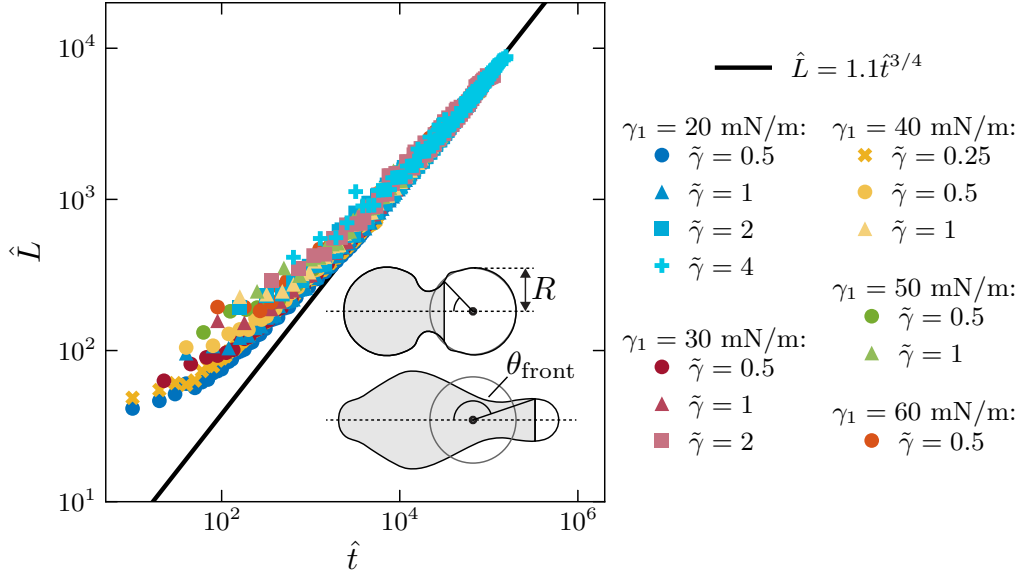 10^4
10^3
10^2
10^1
L̂
10^2
10^4
10^6
t̂
R
θ_front
L̂ = 1.1t̂^{3/4}
γ_1 = 20 mN/m:
γ̃ = 0.5
γ̃ = 1
γ̃ = 2
γ̃ = 4
γ_1 = 30 mN/m:
γ̃ = 0.5
γ̃ = 1
γ̃ = 2
γ_1 = 40 mN/m:
γ̃ = 0.25
γ̃ = 0.5
γ̃ = 1
γ_1 = 50 mN/m:
γ̃ = 0.5
γ̃ = 1
γ_1 = 60 mN/m:
γ̃ = 0.5